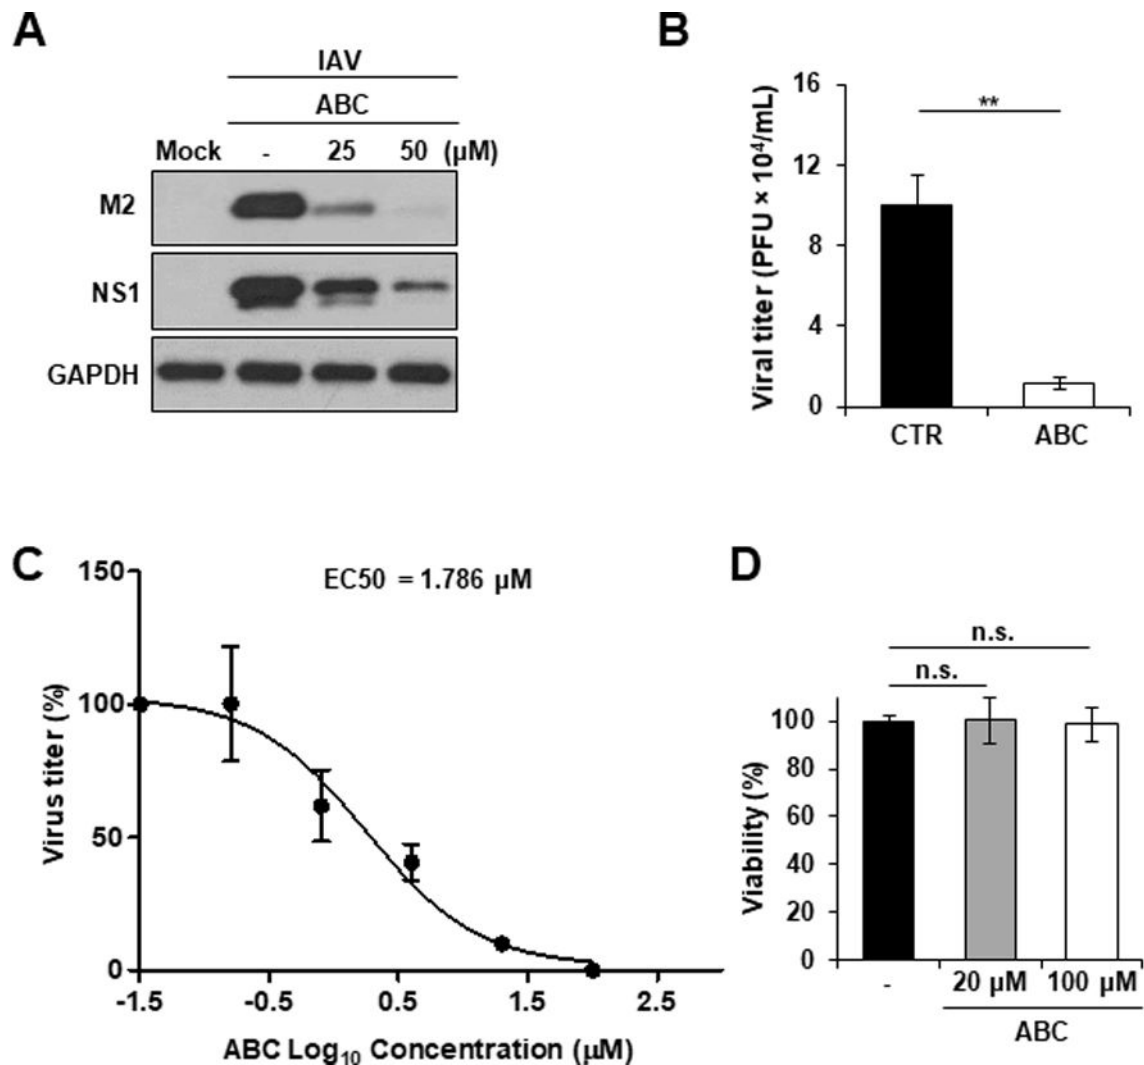 A
IAV
ABC
Mock - 25 50 (µM)
M2
NS1
GAPDH
B
16
12
8
4
0
Viral titer (PFU × 10⁴/mL)
**
CTR ABC
C
150
100
50
0
Virus titer (%)
EC50 = 1.786 µM
-1.5 -0.5 0.5 1.5 2.5
ABC Log₁₀ Concentration (µM)
D
n.s.
n.s.
100
80
60
40
20
0
Viability (%)
- 20 µM 100 µM
ABC